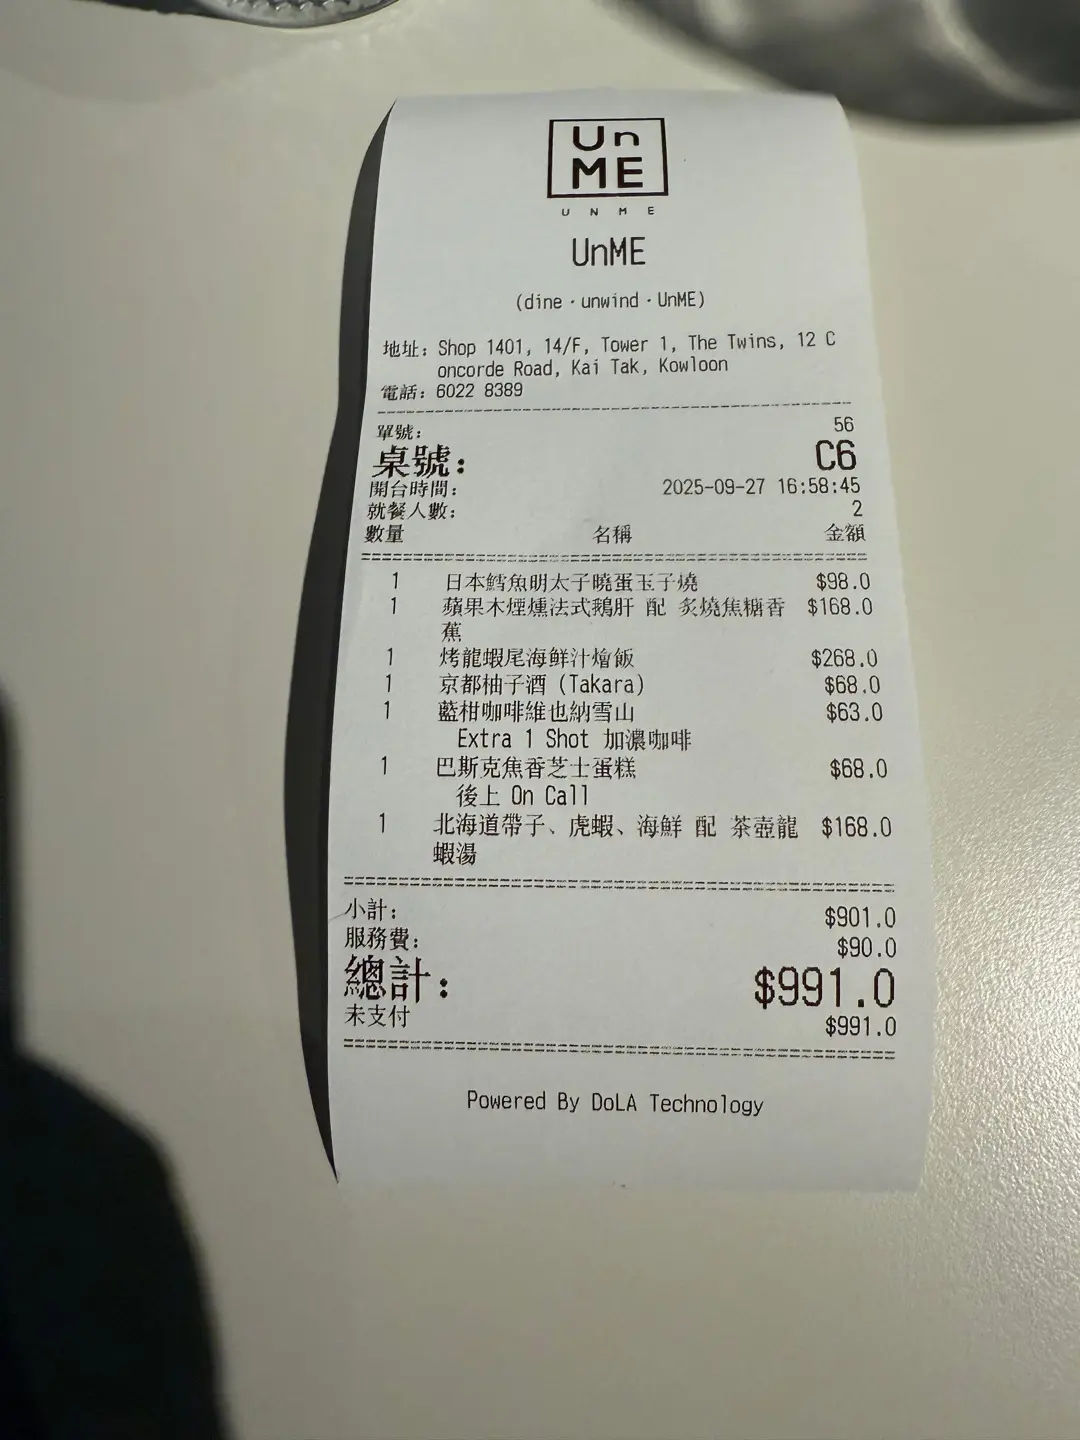 Un
ME
UNME
UnME
(dine · unwind · UnME)
地址: Shop 1401, 14/F, Tower 1, The Twins, 12 C
oncorde Road, Kai Tak, Kowloon
電話: 6022 8389
單號: 56
桌號: C6
開台時間: 2025-09-27 16:58:45
就餐人數: 2
數量 名稱 金額
1 日本鱈魚明太子曉蛋玉子燒 $98.0
1 蘋果木煙燻法式鵝肝 配 炙燒焦糖香 $168.0
蕉
1 烤龍蝦尾海鮮汁燴飯 $268.0
1 京都柚子酒 (Takara) $68.0
1 藍柑咖啡維也納雪山 $63.0
Extra 1 Shot 加濃咖啡
1 巴斯克焦香芝士蛋糕 $68.0
後上 On Call
1 北海道帶子、虎蝦、海鮮 配 茶壺龍 $168.0
蝦湯
小計: $901.0
服務費: $90.0
總計: $991.0
未支付 $991.0
Powered By DoLA Technology